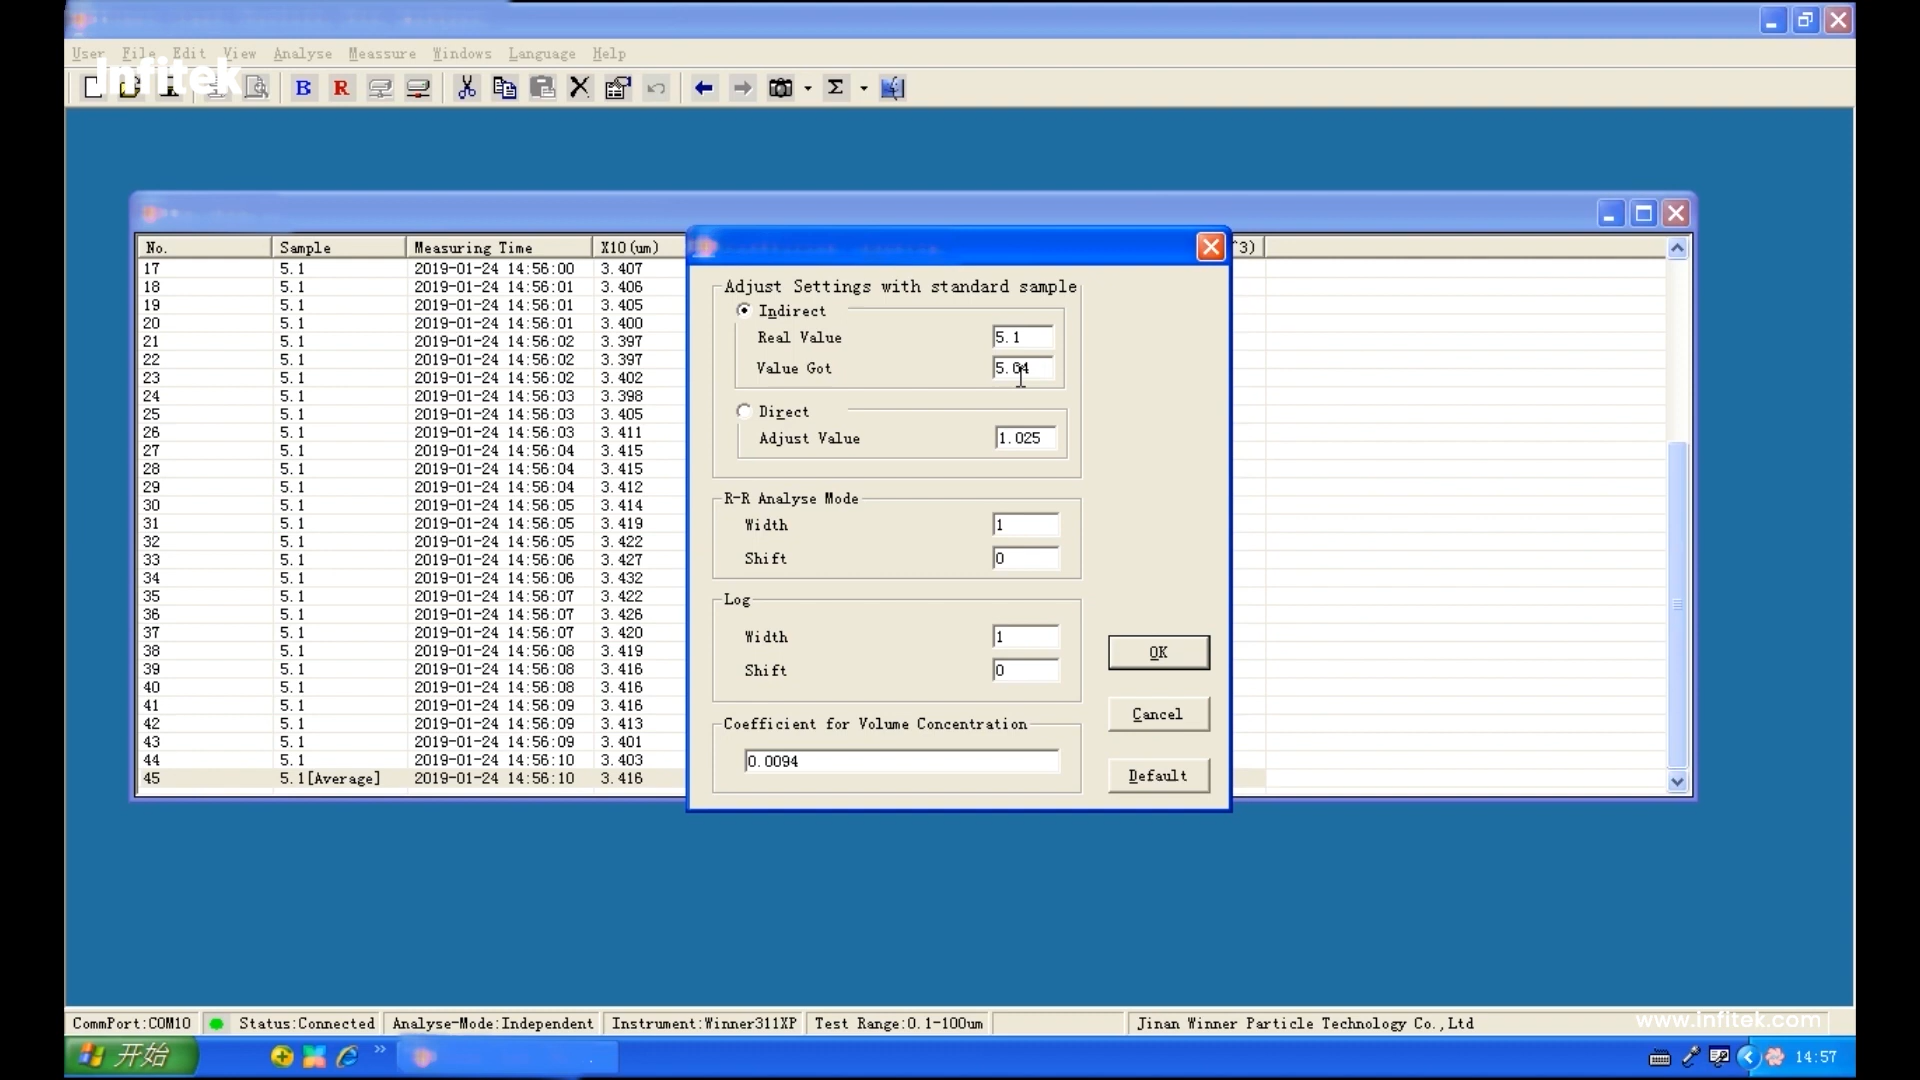 User File Edit View Analyse Meassure Windows Language Help
Infitek
B R Σ
No. Sample Measuring Time X10(um) ^3)
17 5.1 2019-01-24 14:56:00 3.407
18 5.1 2019-01-24 14:56:01 3.406
19 5.1 2019-01-24 14:56:01 3.405
20 5.1 2019-01-24 14:56:01 3.400
21 5.1 2019-01-24 14:56:02 3.397
22 5.1 2019-01-24 14:56:02 3.397
23 5.1 2019-01-24 14:56:02 3.402
24 5.1 2019-01-24 14:56:03 3.398
25 5.1 2019-01-24 14:56:03 3.405
26 5.1 2019-01-24 14:56:03 3.411
27 5.1 2019-01-24 14:56:04 3.415
28 5.1 2019-01-24 14:56:04 3.415
29 5.1 2019-01-24 14:56:04 3.412
30 5.1 2019-01-24 14:56:05 3.414
31 5.1 2019-01-24 14:56:05 3.419
32 5.1 2019-01-24 14:56:05 3.422
33 5.1 2019-01-24 14:56:06 3.427
34 5.1 2019-01-24 14:56:06 3.432
35 5.1 2019-01-24 14:56:07 3.422
36 5.1 2019-01-24 14:56:07 3.426
37 5.1 2019-01-24 14:56:07 3.420
38 5.1 2019-01-24 14:56:08 3.419
39 5.1 2019-01-24 14:56:08 3.416
40 5.1 2019-01-24 14:56:08 3.416
41 5.1 2019-01-24 14:56:09 3.416
42 5.1 2019-01-24 14:56:09 3.413
43 5.1 2019-01-24 14:56:09 3.401
44 5.1 2019-01-24 14:56:10 3.403
45 5.1[Average] 2019-01-24 14:56:10 3.416
Adjust Settings with standard sample
Indirect
Real Value 5.1
Value Got 5.04
Direct
Adjust Value 1.025
R-R Analyse Mode
Width 1
Shift 0
Log
Width 1
Shift 0
Coefficient for Volume Concentration
0.0094
OK
Cancel
Default
CommPort:COM10 Status:Connected Analyse-Mode:Independent Instrument:Winner311XP Test Range:0.1-100um Jinan Winner Particle Technology Co.,Ltd
www.infitek.com
开始 14:57